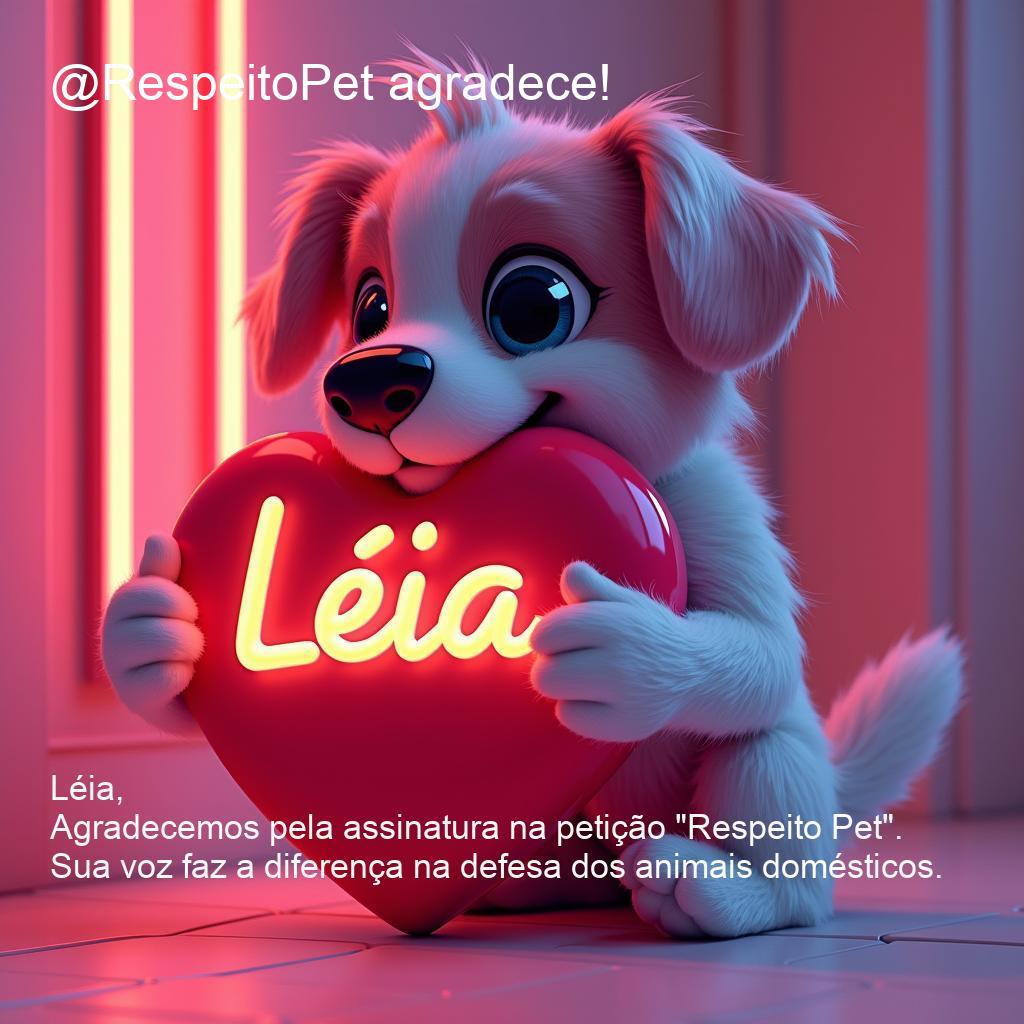 @RespeitoPet agradece!
Léia
Léia,
Agradecemos pela assinatura na petição "Respeito Pet".
Sua voz faz a diferença na defesa dos animais domésticos.